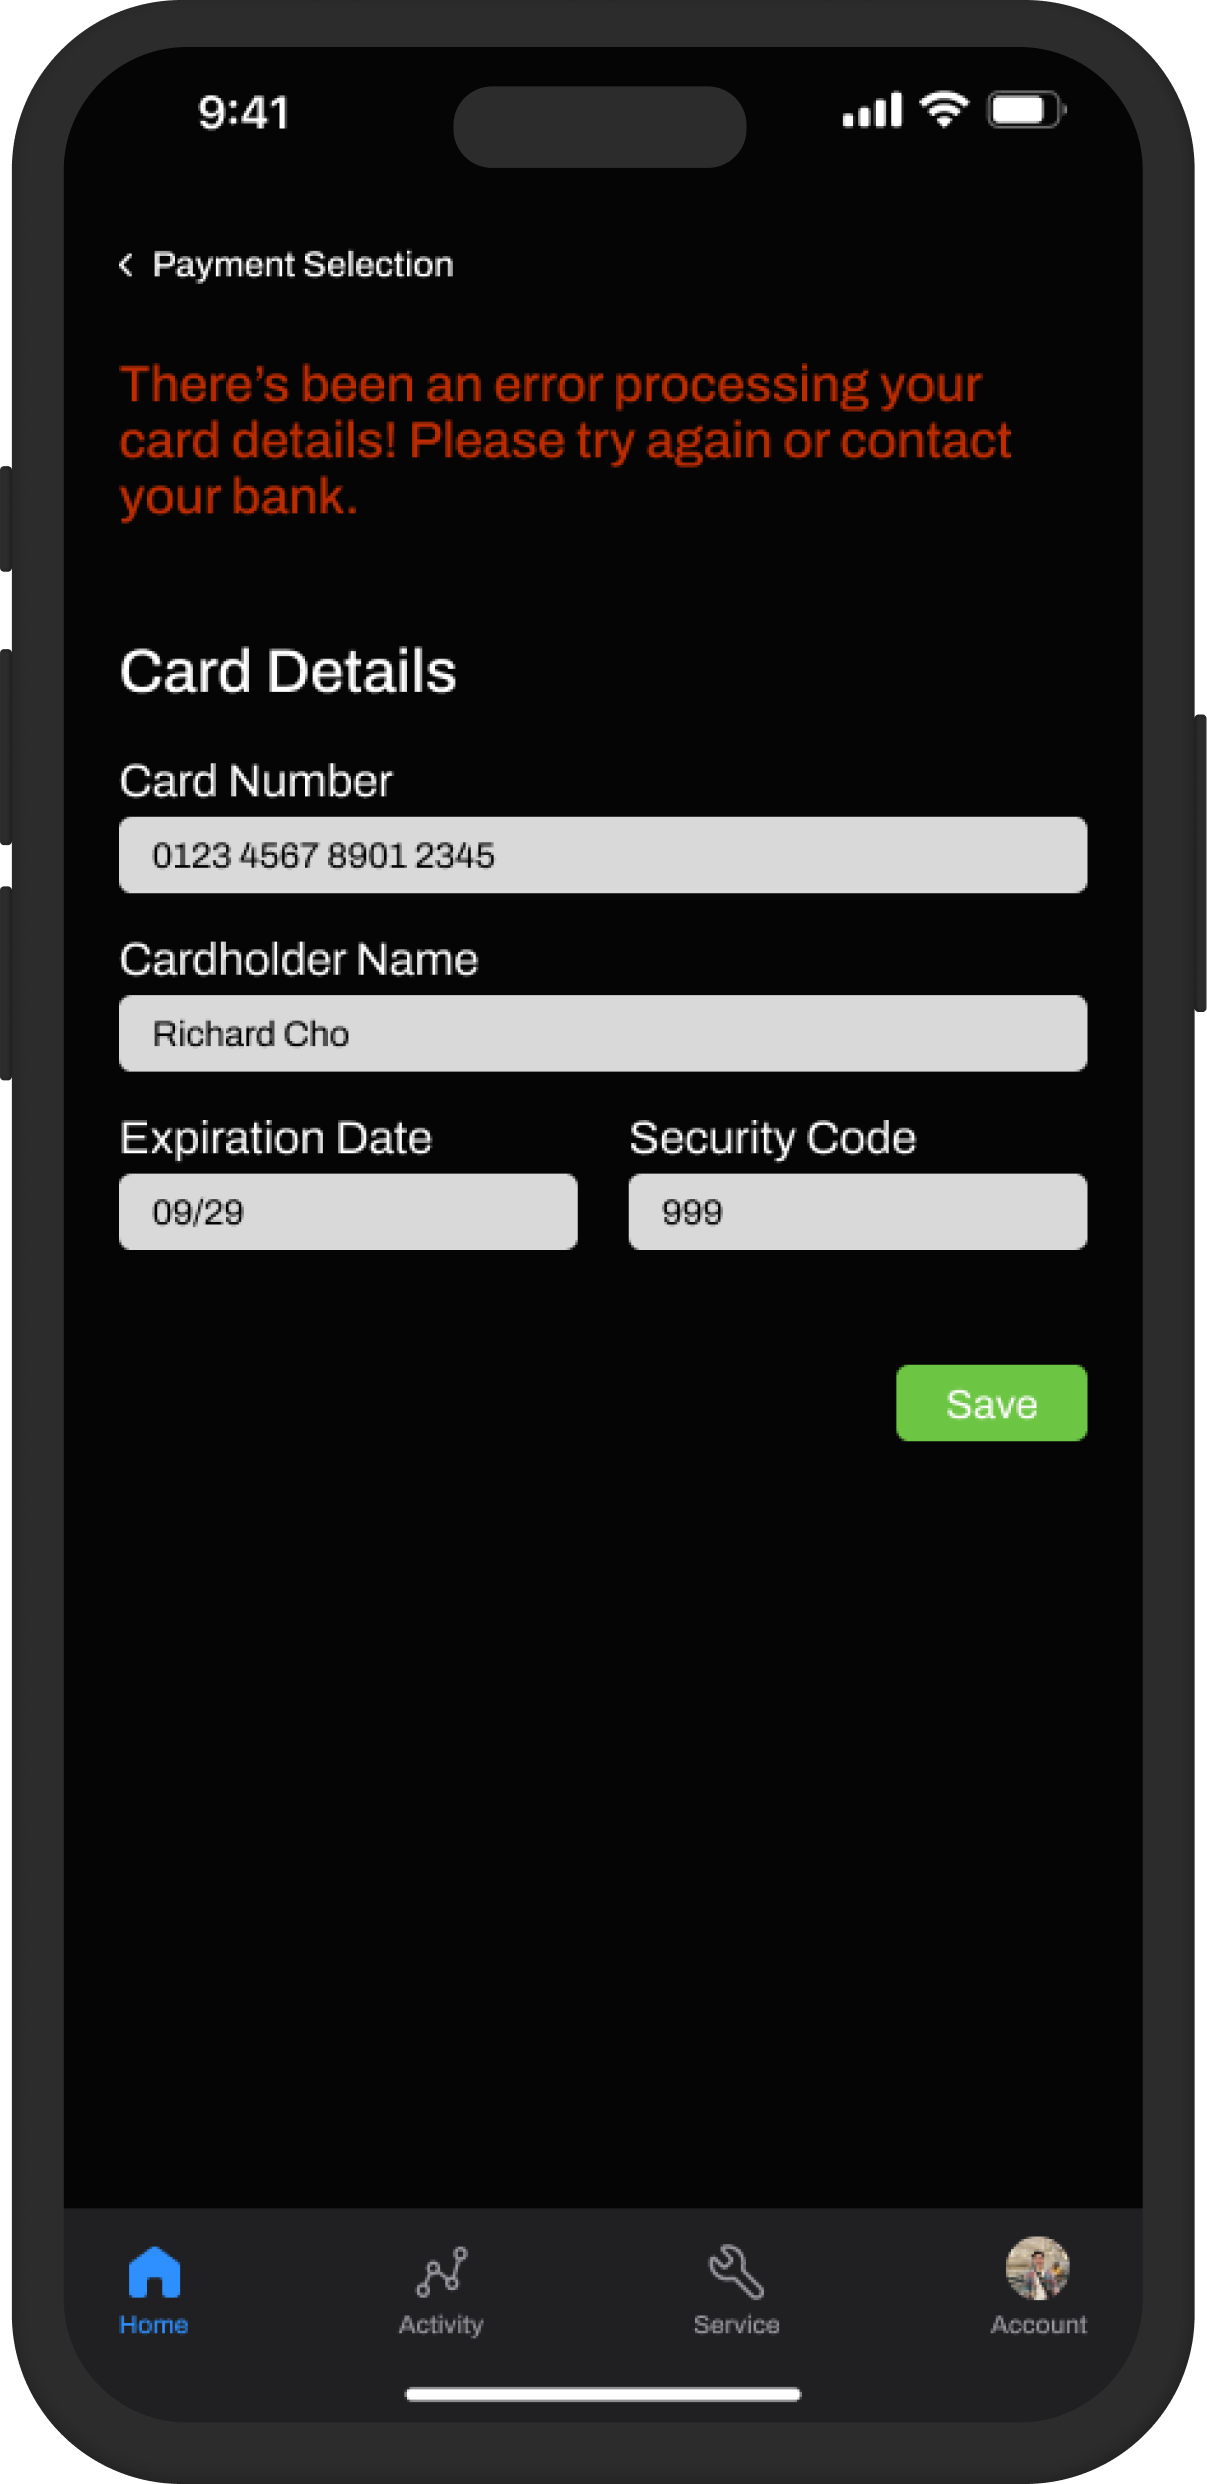 9:41
Payment Selection
There’s been an error processing your
card details! Please try again or contact
your bank.
Card Details
Card Number
0123 4567 8901 2345
Cardholder Name
Richard Cho
Expiration Date Security Code
09/29 999
Save
Home Activity Service Account